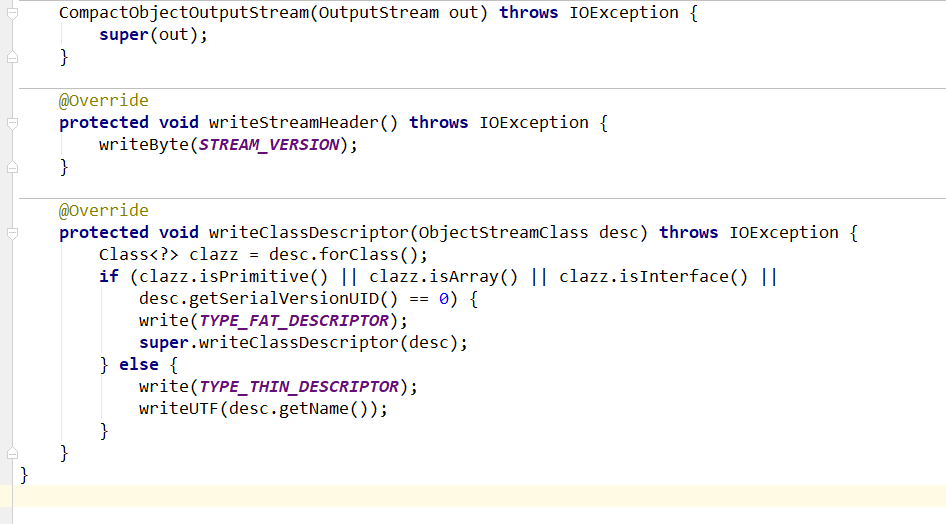 CompactObjectOutputStream(OutputStream out) throws IOException {
super(out);
}
@Override
protected void writeStreamHeader() throws IOException {
writeByte(STREAM_VERSION);
}
@Override
protected void writeClassDescriptor(ObjectStreamClass desc) throws IOException {
Class<?> clazz = desc.forClass();
if (clazz.isPrimitive() || clazz.isArray() || clazz.isInterface() ||
desc.getSerialVersionUID() == 0) {
write(TYPE_FAT_DESCRIPTOR);
super.writeClassDescriptor(desc);
} else {
write(TYPE_THIN_DESCRIPTOR);
writeUTF(desc.getName());
}
}
}